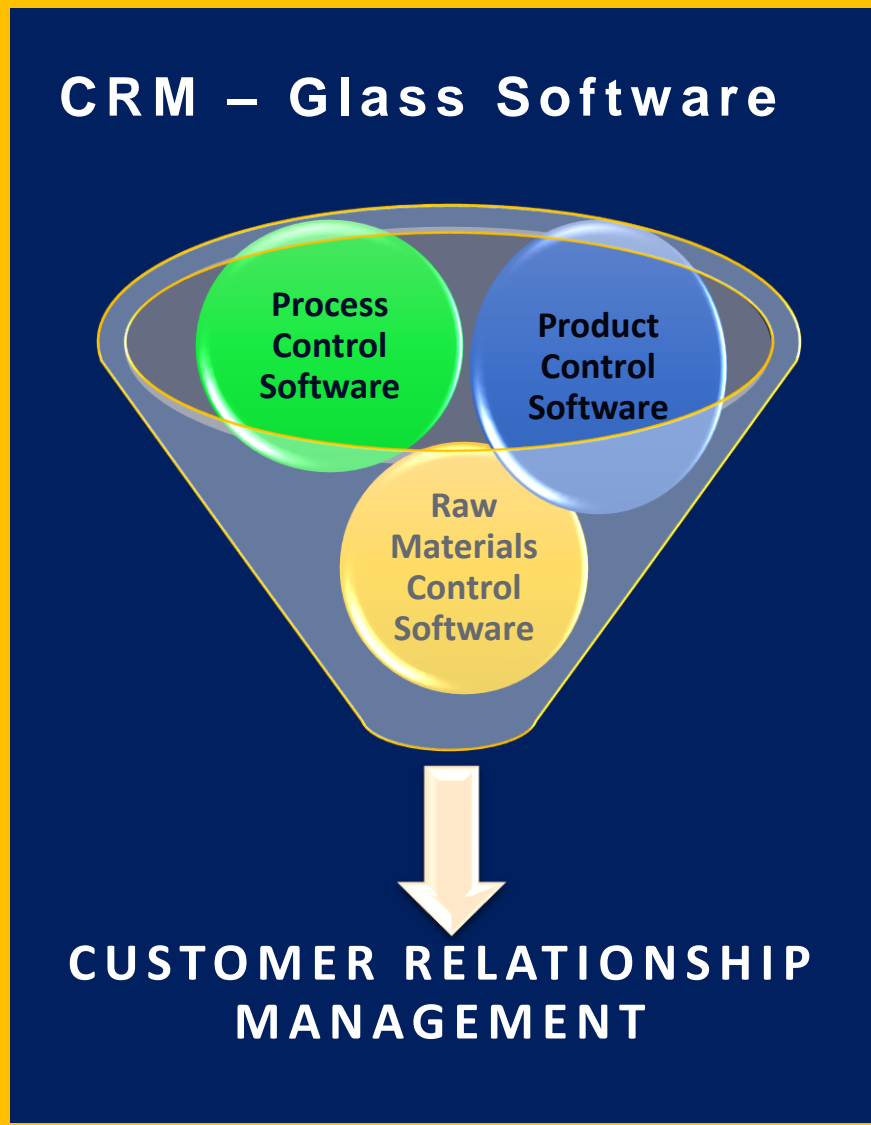 CRM – Glass Software
Process
Control
Software
Product
Control
Software
Raw
Materials
Control
Software
CUSTOMER RELATIONSHIP
MANAGEMENT